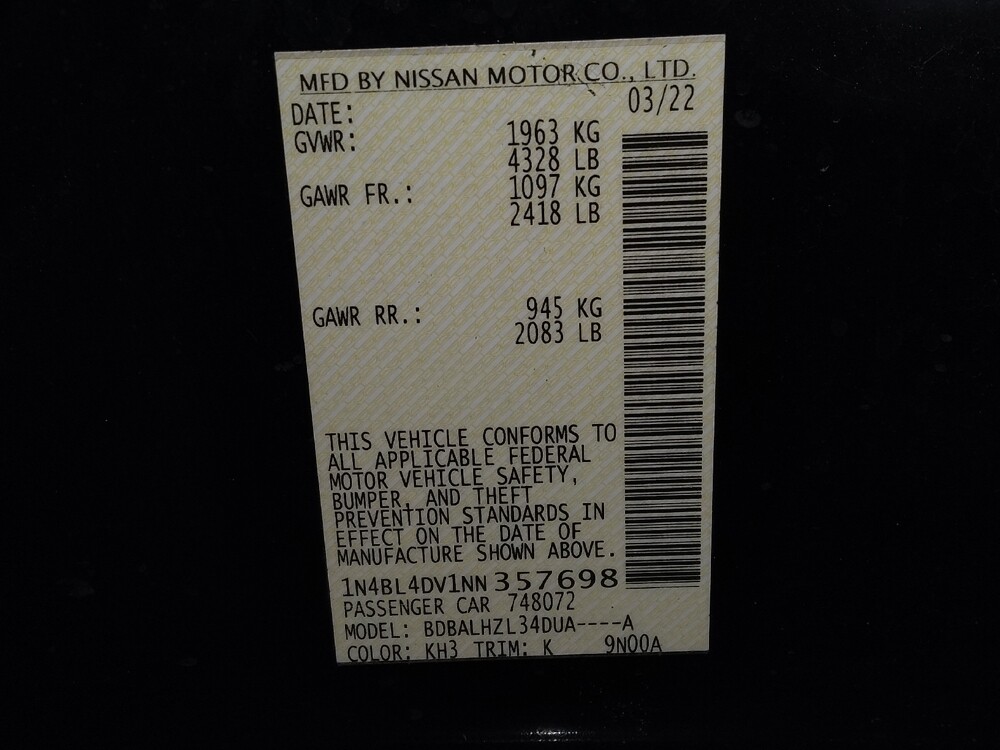 MFD BY NISSAN MOTOR CO., LTD.
DATE: 03/22
GVWR: 1963 KG
4328 LB
GAWR FR.: 1097 KG
2418 LB
GAWR RR.: 945 KG
2083 LB
THIS VEHICLE CONFORMS TO
ALL APPLICABLE FEDERAL
MOTOR VEHICLE SAFETY,
BUMPER, AND THEFT
PREVENTION STANDARDS IN
EFFECT ON THE DATE OF
MANUFACTURE SHOWN ABOVE.
1N4BL4DV1NN357698
PASSENGER CAR 748072
MODEL: BDBALHZL34DUA----A
COLOR: KH3 TRIM: K 9N00A